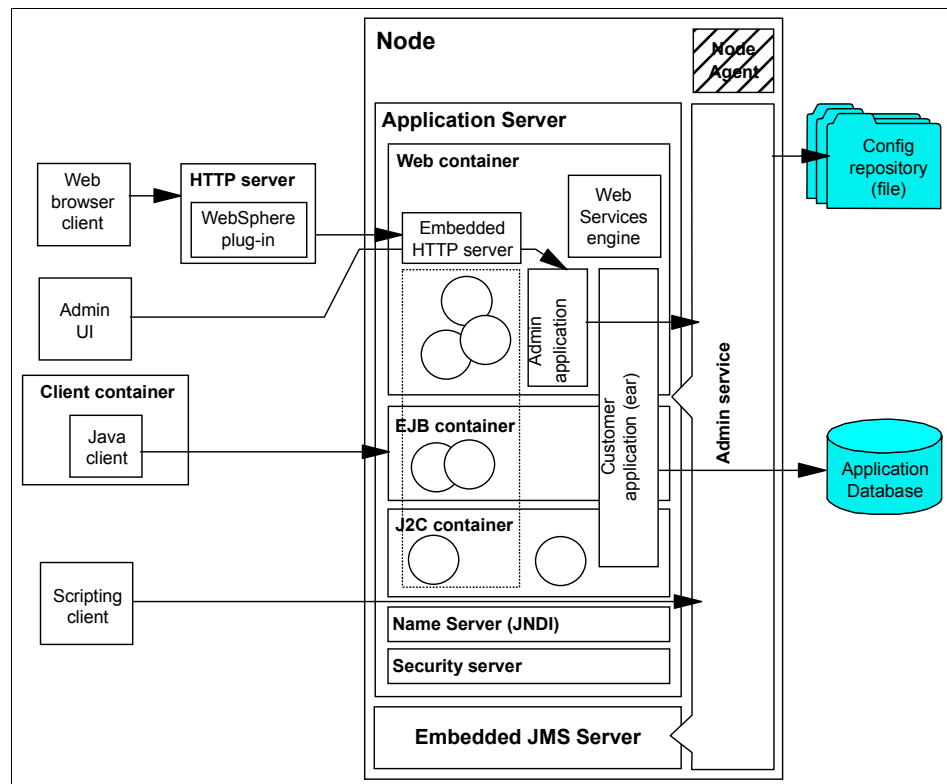 Node
Node
Agent
Application Server
Web container
Config
repository
(file)
Web
browser
client
HTTP server
WebSphere
plug-in
Embedded
HTTP server
Web
Services
engine
Admin
UI
Admin
application
Customer
application (ear)
Admin service
Client container
Java
client
EJB container
Application
Database
J2C container
Scripting
client
Name Server (JNDI)
Security server
Embedded JMS Server